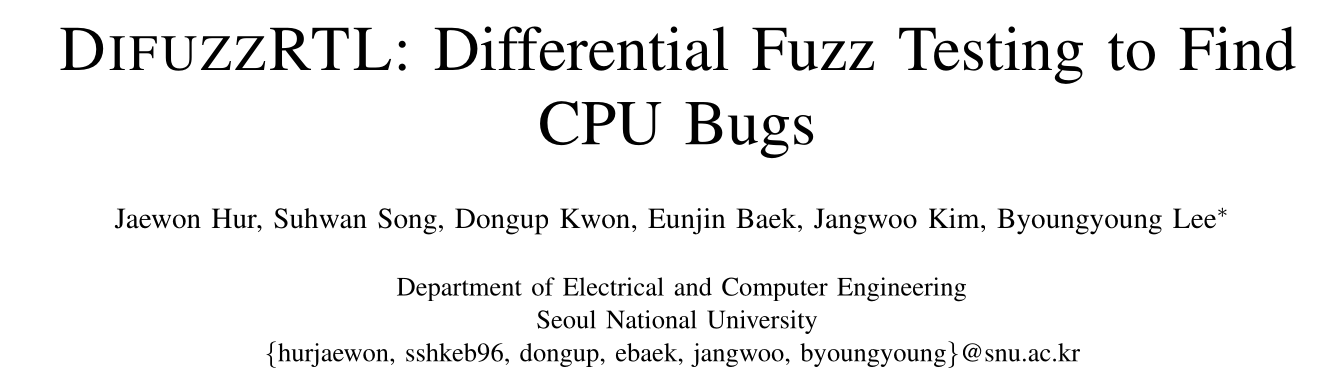 DIFUZZRTL: Differential Fuzz Testing to Find
CPU Bugs
Jaewon Hur, Suhwan Song, Dongup Kwon, Eunjin Baek, Jangwoo Kim, Byoungyoung Lee*
Department of Electrical and Computer Engineering
Seoul National University
{hurjaewon, sshkeb96, dongup, ebaek, jangwoo, byoungyoung}@snu.ac.kr